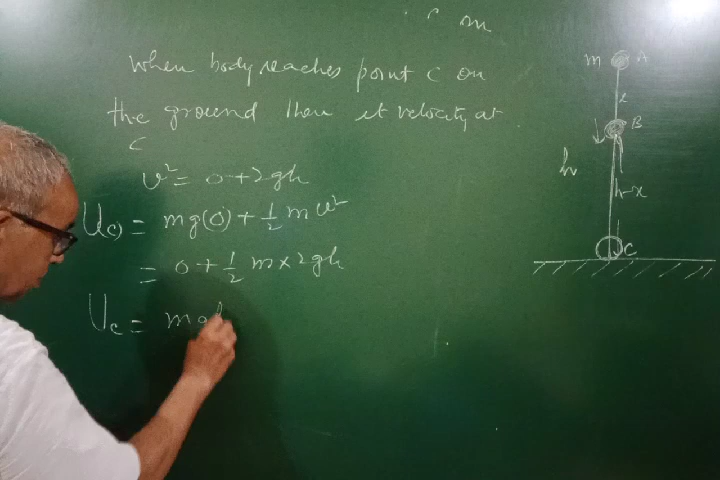 c m
When body reaches point C on
the ground then it velocity at
C
v² = 0+2gh
U(c) = mg(0) + ½ m v²
= 0 + ½ m × 2gh
Uc = mgh
m A
x
B
h
h-x
C